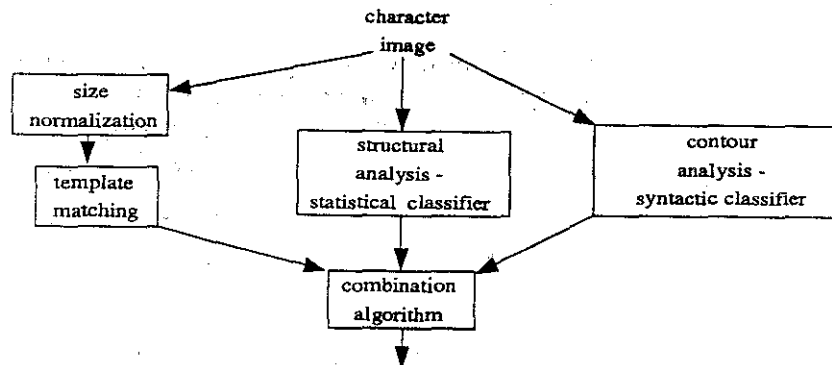 character
image
size
normalization
template
matching
structural
analysis -
statistical classifier
contour
analysis -
syntactic classifier
combination
algorithm